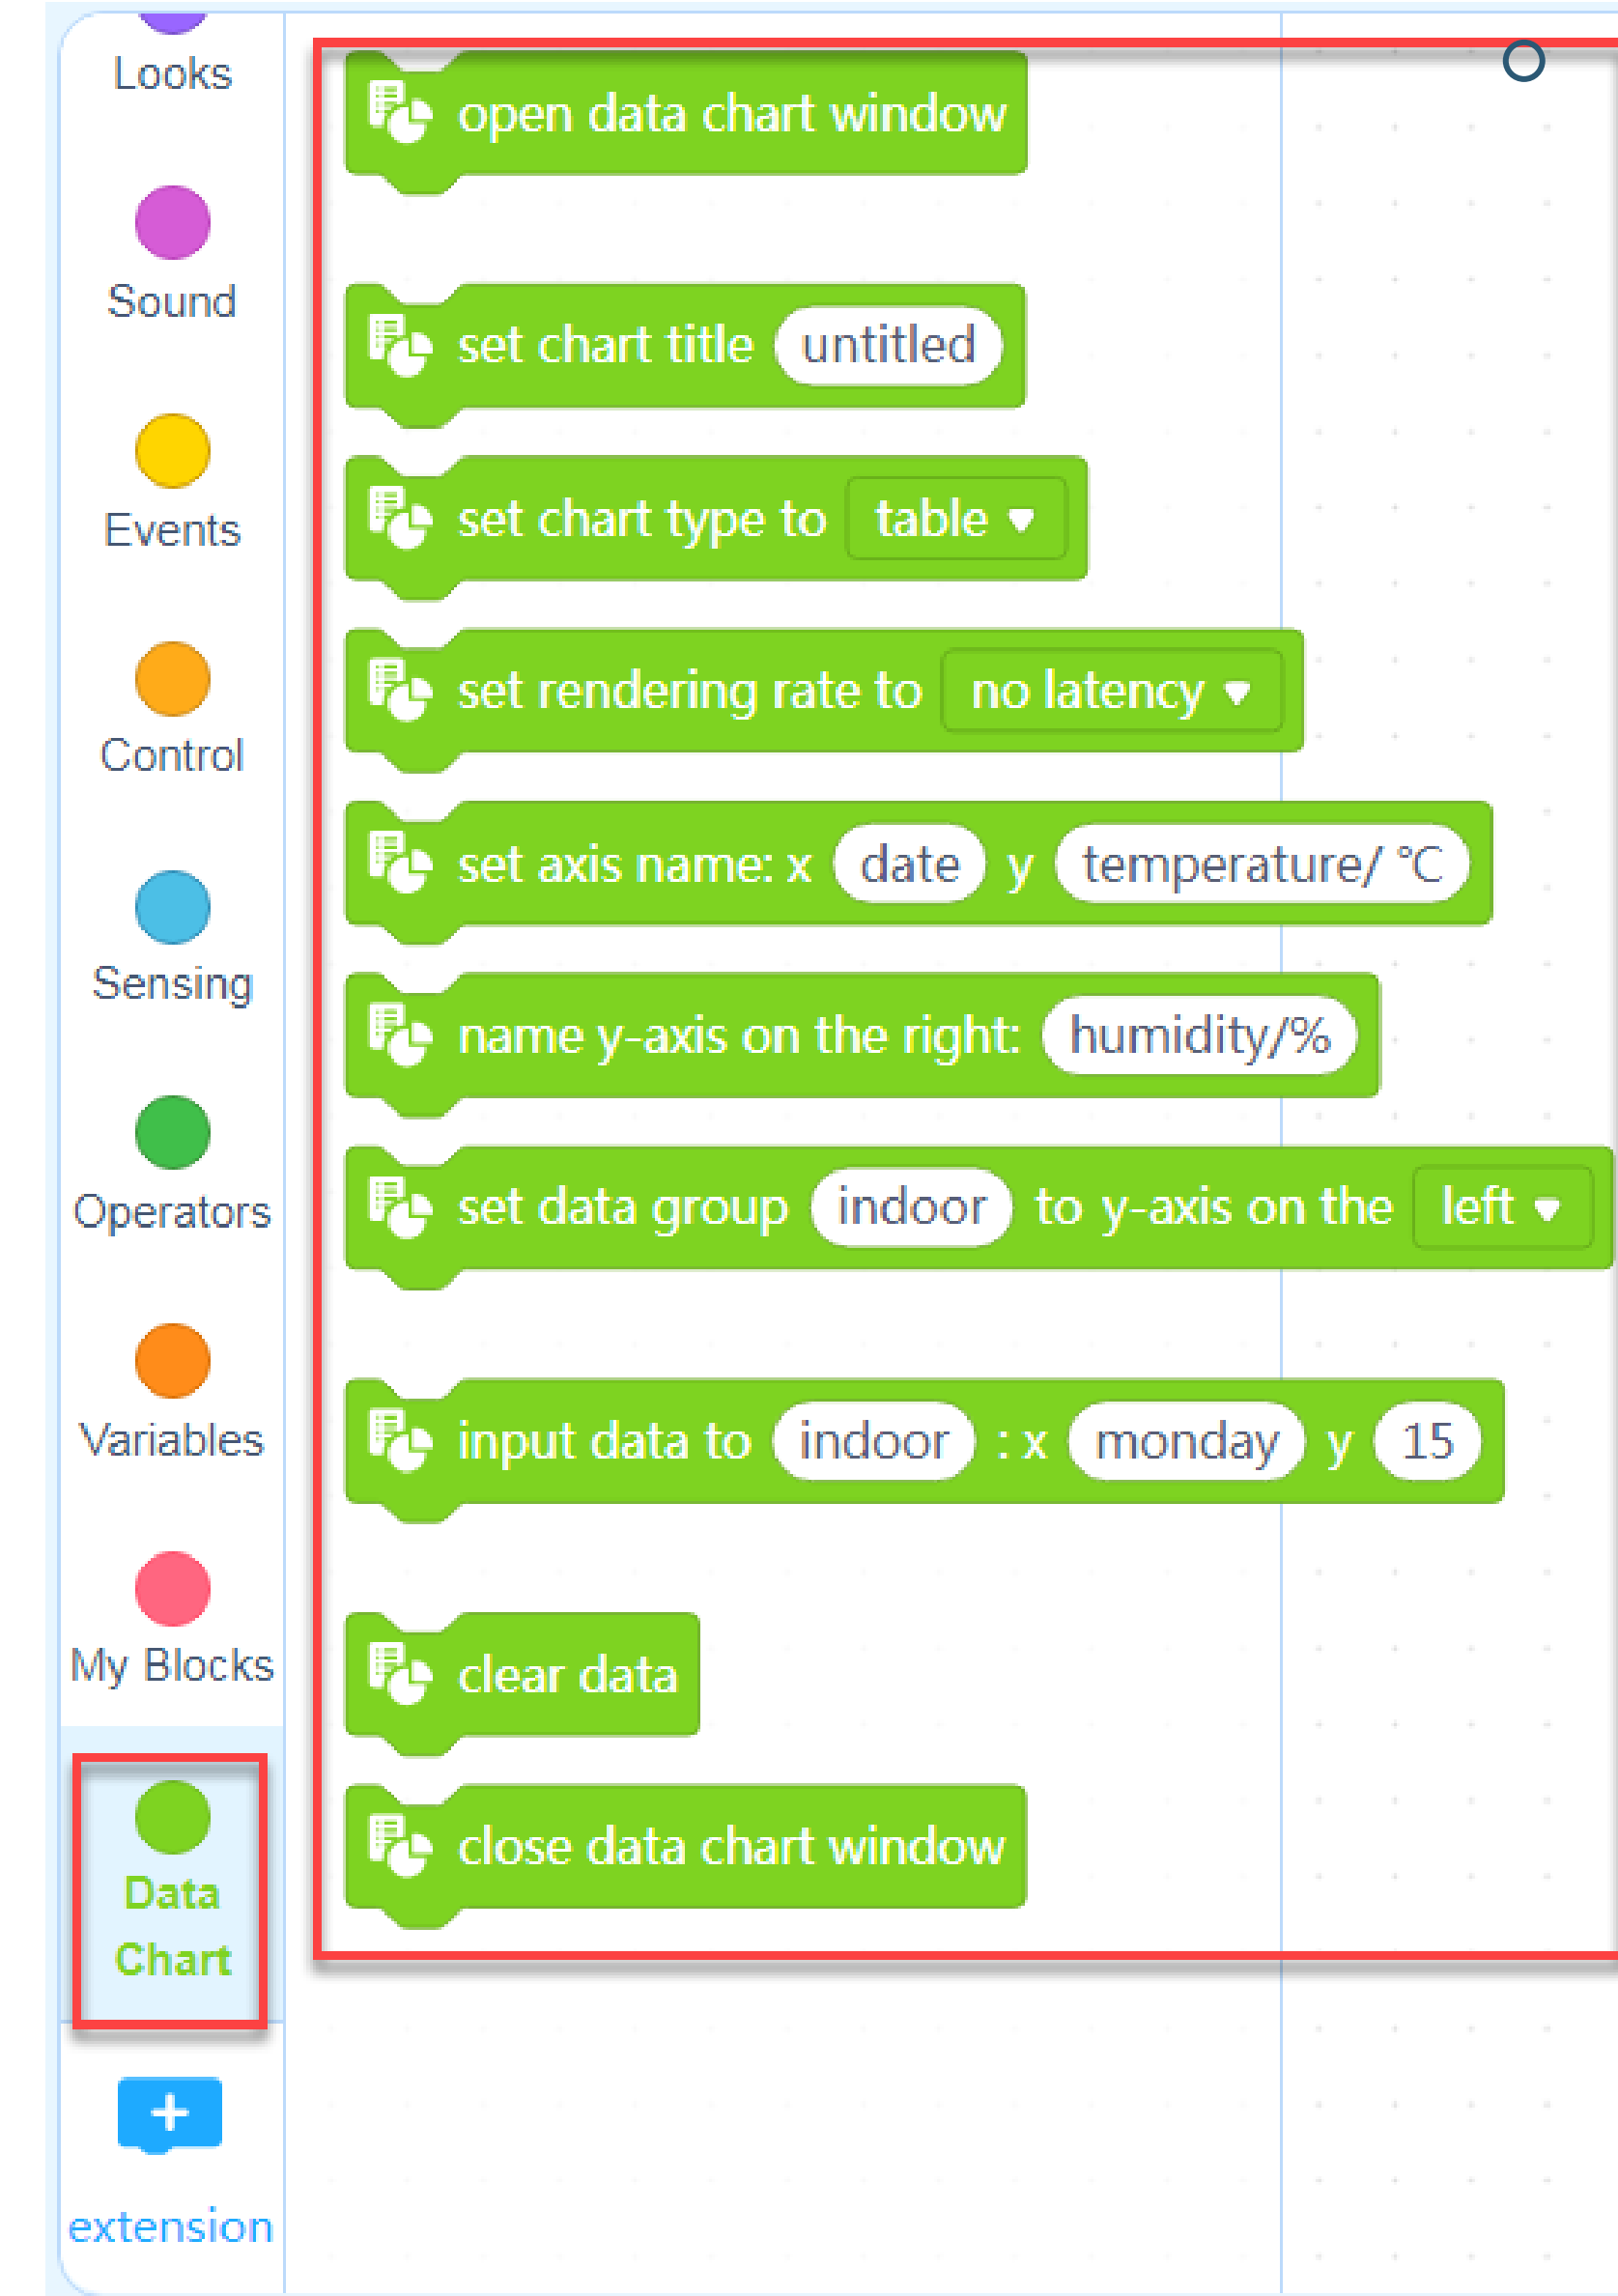 Looks
Sound
Events
Control
Sensing
Operators
Variables
My Blocks
Data
Chart
extension
open data chart window
set chart title untitled
set chart type to table
set rendering rate to no latency
set axis name: x date y temperature/ °C
name y-axis on the right: humidity/%
set data group indoor to y-axis on the left
input data to indoor : x monday y 15
clear data
close data chart window